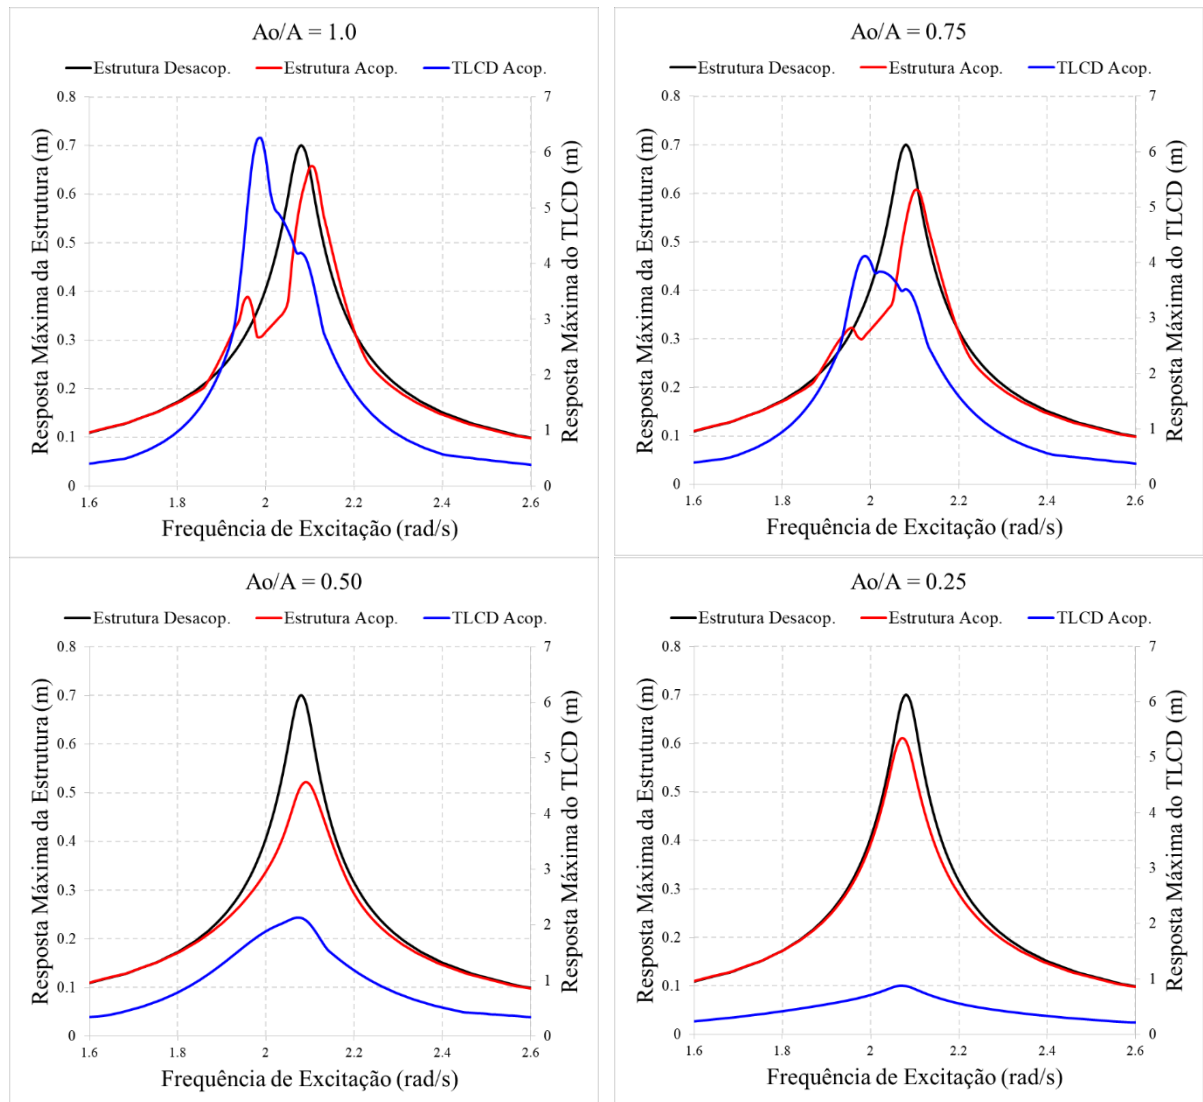 Ao/A = 1.0
Estrutura Desacop. Estrutura Acop. TLCD Acop.
Resposta Máxima da Estrutura (m)
0.8
0.7
0.6
0.5
0.4
0.3
0.2
0.1
0
7
6
5
4
3
2
1
0
Resposta Máxima do TLCD (m)
1.6 1.8 2 2.2 2.4 2.6
Frequência de Excitação (rad/s)
Ao/A = 0.75
Estrutura Desacop. Estrutura Acop. TLCD Acop.
Resposta Máxima da Estrutura (m)
0.8
0.7
0.6
0.5
0.4
0.3
0.2
0.1
0
7
6
5
4
3
2
1
0
Resposta Máxima do TLCD (m)
1.6 1.8 2 2.2 2.4 2.6
Frequência de Excitação (rad/s)
Ao/A = 0.50
Estrutura Desacop. Estrutura Acop. TLCD Acop.
Resposta Máxima da Estrutura (m)
0.8
0.7
0.6
0.5
0.4
0.3
0.2
0.1
0
7
6
5
4
3
2
1
0
Resposta Máxima do TLCD (m)
1.6 1.8 2 2.2 2.4 2.6
Frequência de Excitação (rad/s)
Ao/A = 0.25
Estrutura Desacop. Estrutura Acop. TLCD Acop.
Resposta Máxima da Estrutura (m)
0.8
0.7
0.6
0.5
0.4
0.3
0.2
0.1
0
7
6
5
4
3
2
1
0
Resposta Máxima do TLCD (m)
1.6 1.8 2 2.2 2.4 2.6
Frequência de Excitação (rad/s)